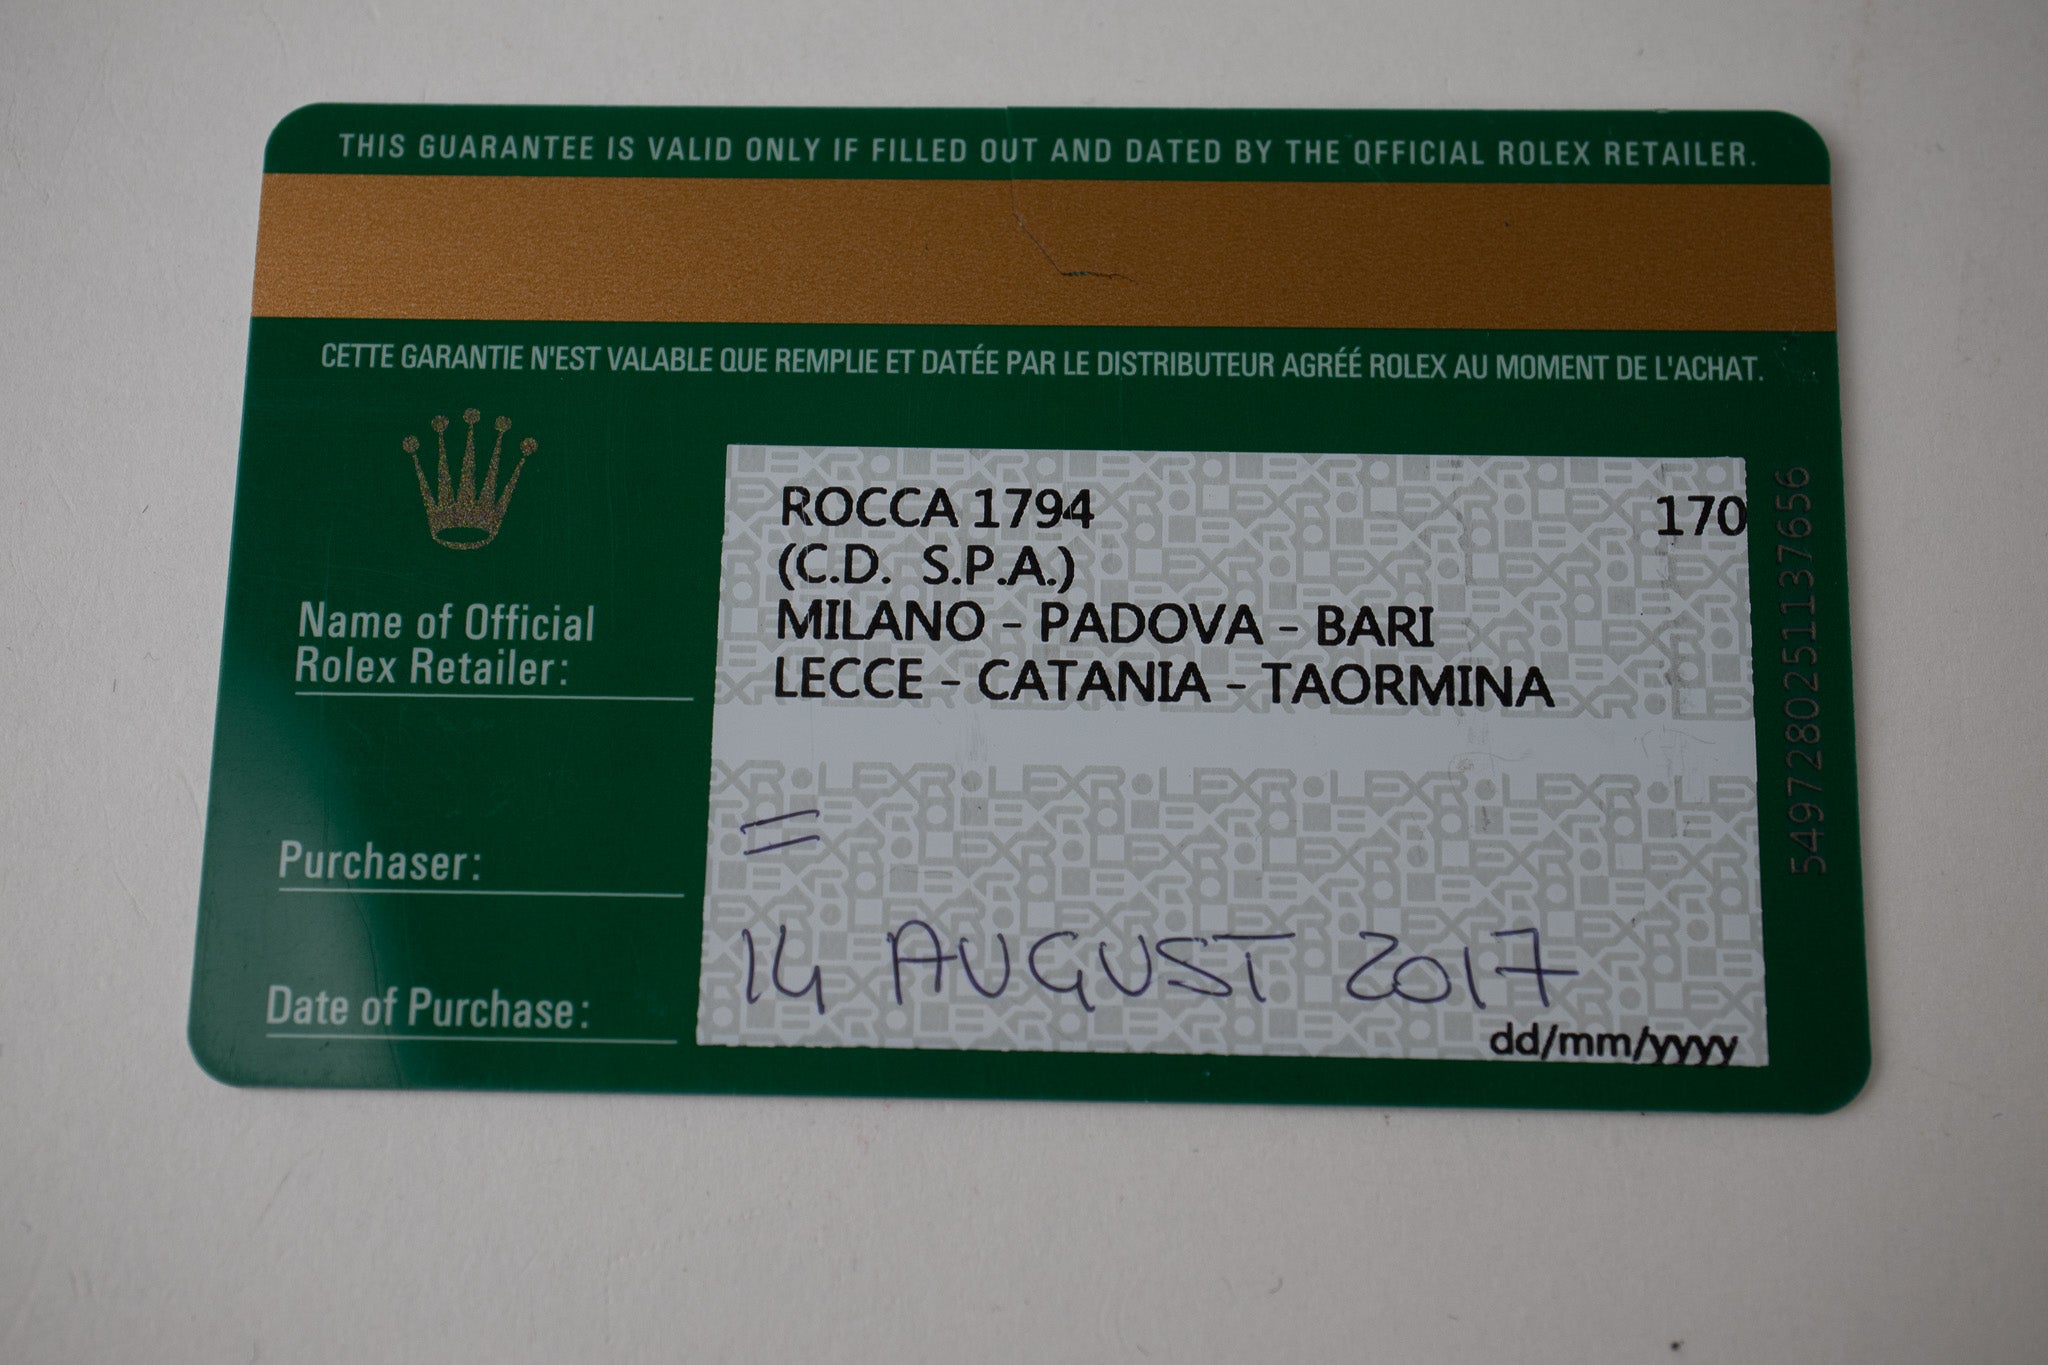 THIS GUARANTEE IS VALID ONLY IF FILLED OUT AND DATED BY THE OFFICIAL ROLEX RETAILER.
CETTE GARANTIE N'EST VALABLE QUE REMPLIE ET DATÉE PAR LE DISTRIBUTEUR AGRÉÉ ROLEX AU MOMENT DE L'ACHAT.
Name of Official
Rolex Retailer:
ROCCA 1794 170
(C.D. S.P.A.)
MILANO - PADOVA - BARI
LECCE - CATANIA - TAORMINA
Purchaser:
=
Date of Purchase:
14 AUGUST 2017
dd/mm/yyyy
5497280251137656